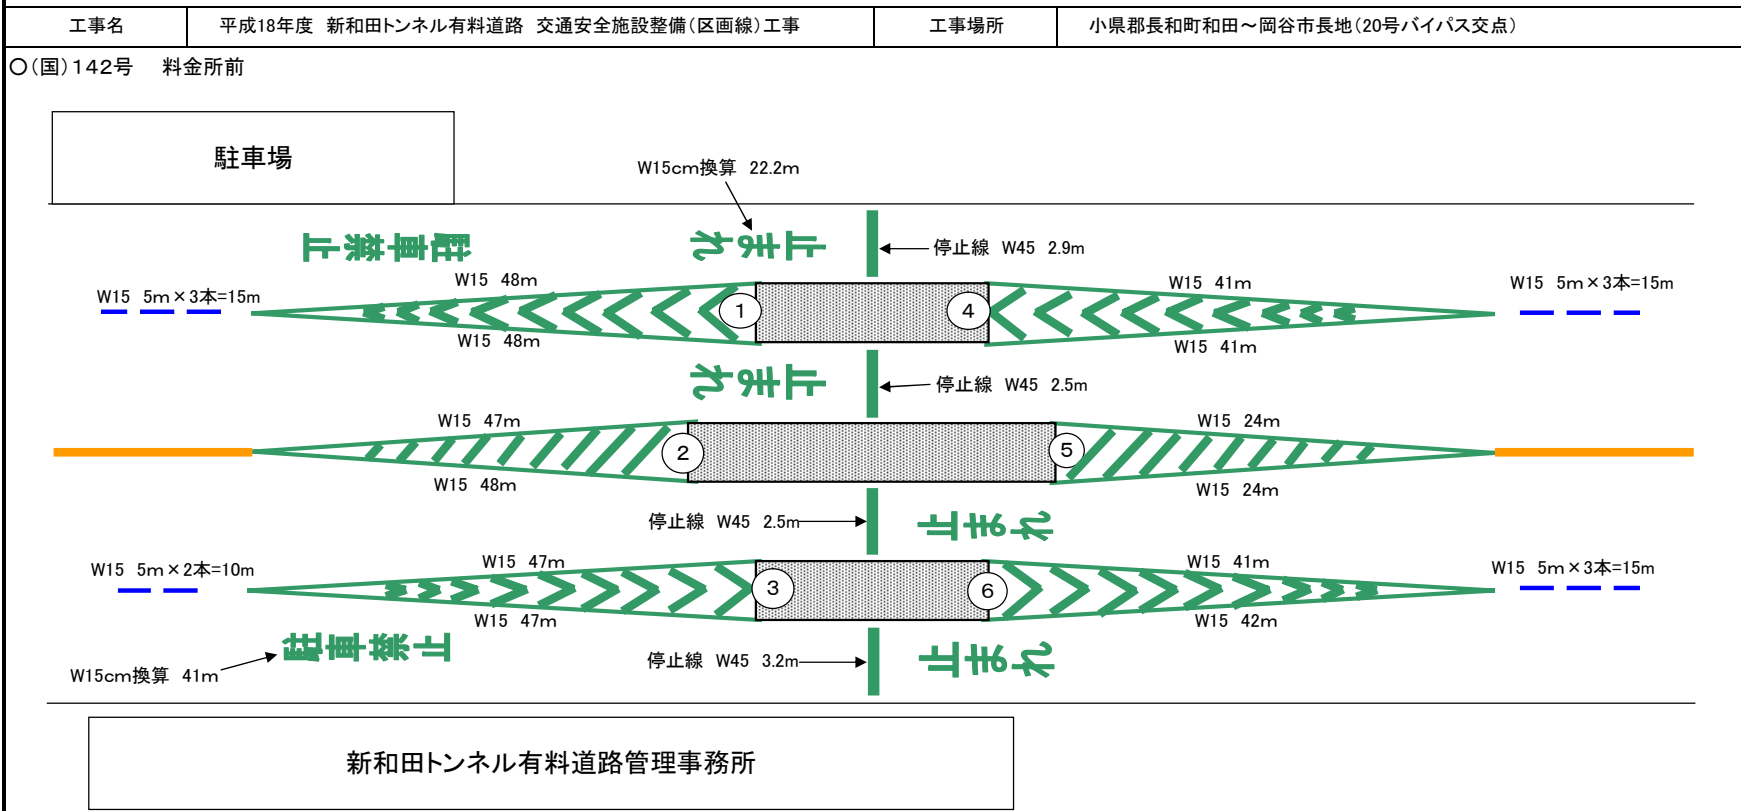 工事名 平成18年度 新和田トンネル有料道路 交通安全施設整備(区画線)工事 工事場所 小県郡長和町和田～岡谷市長地(20号バイパス交点)
○(国)142号 料金所前
駐車場
W15cm換算 22.2m
駐車禁止
止まれ
停止線 W45 2.9m
W15 5m×3本=15m
W15 48m
W15 48m
①
④
W15 41m
W15 41m
W15 5m×3本=15m
止まれ
停止線 W45 2.5m
W15 47m
W15 48m
②
⑤
W15 24m
W15 24m
停止線 W45 2.5m
止まれ
W15 5m×2本=10m
W15 47m
W15 47m
③
⑥
W15 41m
W15 42m
W15 5m×3本=15m
駐車禁止
W15cm換算 41m
停止線 W45 3.2m
止まれ
新和田トンネル有料道路管理事務所